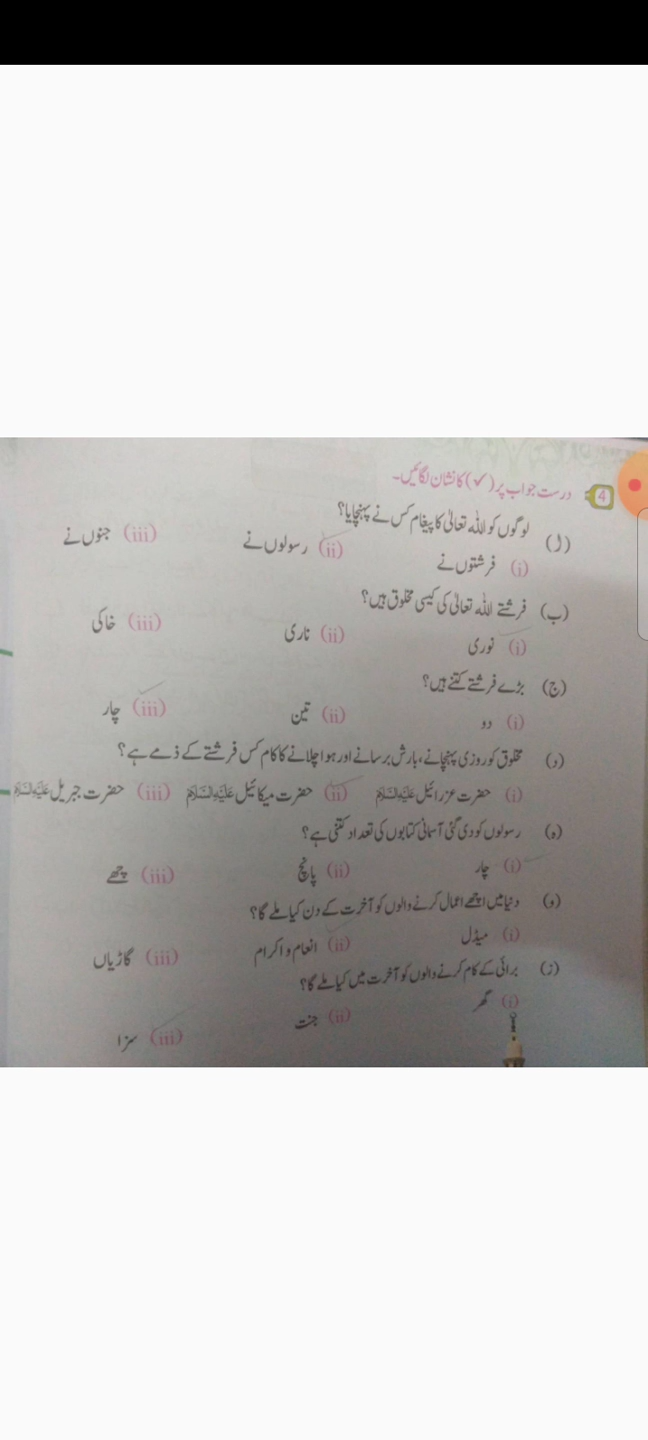 4 درست جواب پر (✓) کا نشان لگائیں۔
(ا) لوگوں کو اللہ تعالیٰ کا پیغام کس نے پہنچایا؟
(i) فرشتوں نے (ii) رسولوں نے (iii) جنوں نے
(ب) فرشتے اللہ تعالیٰ کی کیسی مخلوق ہیں؟
(i) نوری (ii) ناری (iii) خاکی
(ج) بڑے فرشتے کتنے ہیں؟
(i) دو (ii) تین (iii) چار
(د) مخلوق کو روزی پہنچانے، بارش برسانے اور ہوا چلانے کا کام کس فرشتے کے ذمے ہے؟
(i) حضرت عزرائیل عَلَیْہِ السَّلَام (ii) حضرت میکائیل عَلَیْہِ السَّلَام (iii) حضرت جبریل عَلَیْہِ السَّلَام
(ہ) رسولوں کو دی گئی آسمانی کتابوں کی تعداد کتنی ہے؟
(i) چار (ii) پانچ (iii) چھے
(و) دنیا میں اچھے اعمال کرنے والوں کو آخرت کے دن کیا ملے گا؟
(i) میڈل (ii) انعام و اکرام (iii) گاڑیاں
(ز) برائی کے کام کرنے والوں کو آخرت میں کیا ملے گا؟
(i) گھر (ii) جنت (iii) سزا